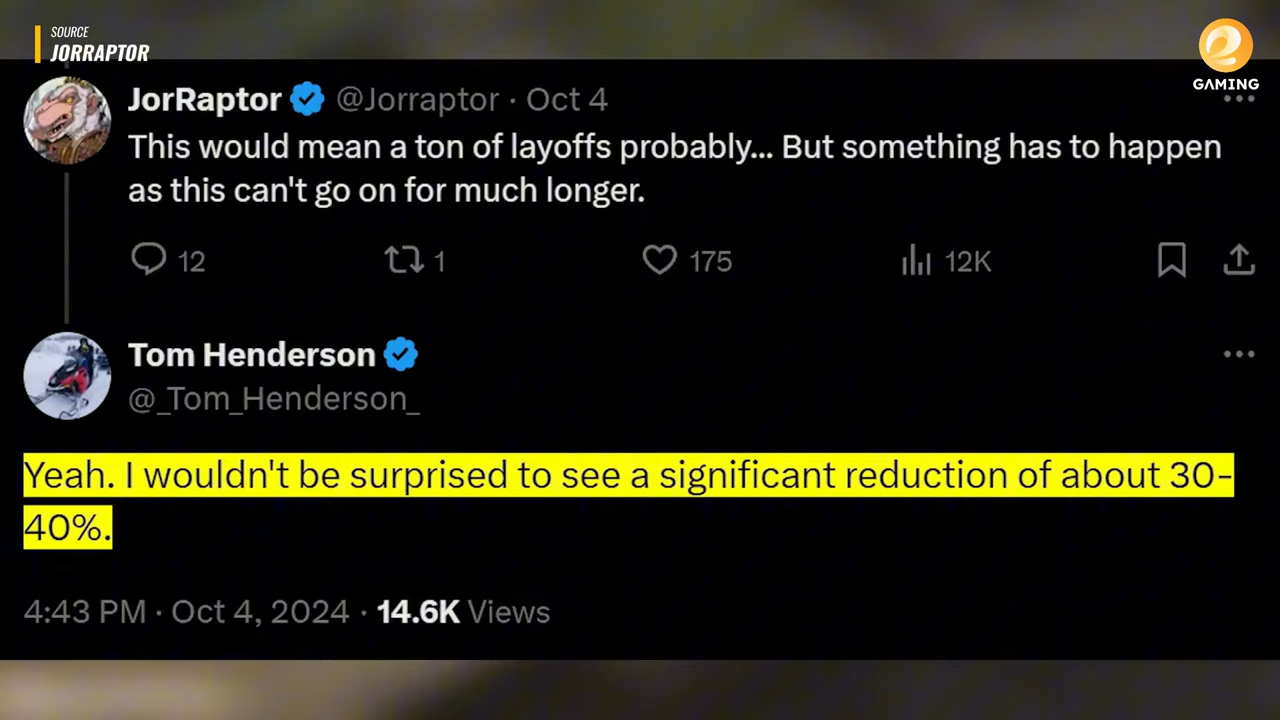 SOURCE
JORRAPTOR
GAMING
JorRaptor @Jorraptor · Oct 4
This would mean a ton of layoffs probably... But something has to happen
as this can't go on for much longer.
12 1 175 12K
Tom Henderson
@_Tom_Henderson_
Yeah. I wouldn't be surprised to see a significant reduction of about 30-
40%.
4:43 PM · Oct 4, 2024 · 14.6K Views